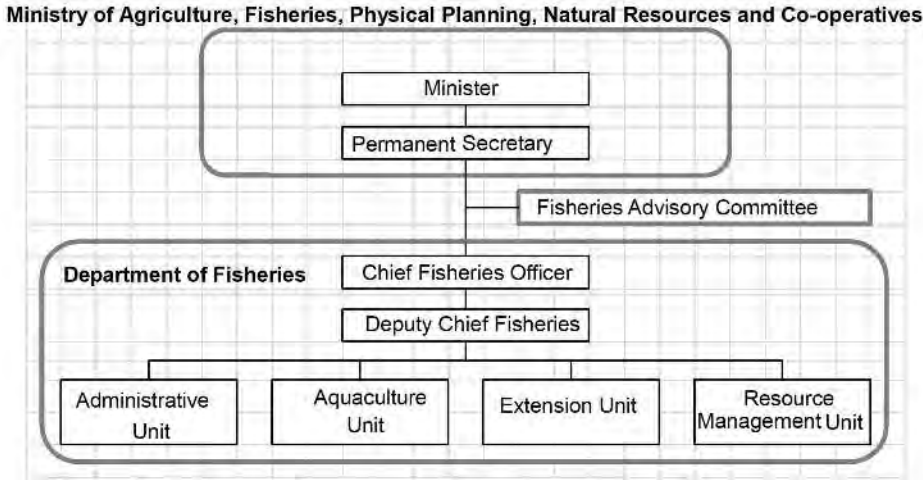 Ministry of Agriculture, Fisheries, Physical Planning, Natural Resources and Co-operatives
Minister
Permanent Secretary
Fisheries Advisory Committee
Department of Fisheries
Chief Fisheries Officer
Deputy Chief Fisheries
Administrative
Unit
Aquaculture
Unit
Extension Unit
Resource
Management Unit